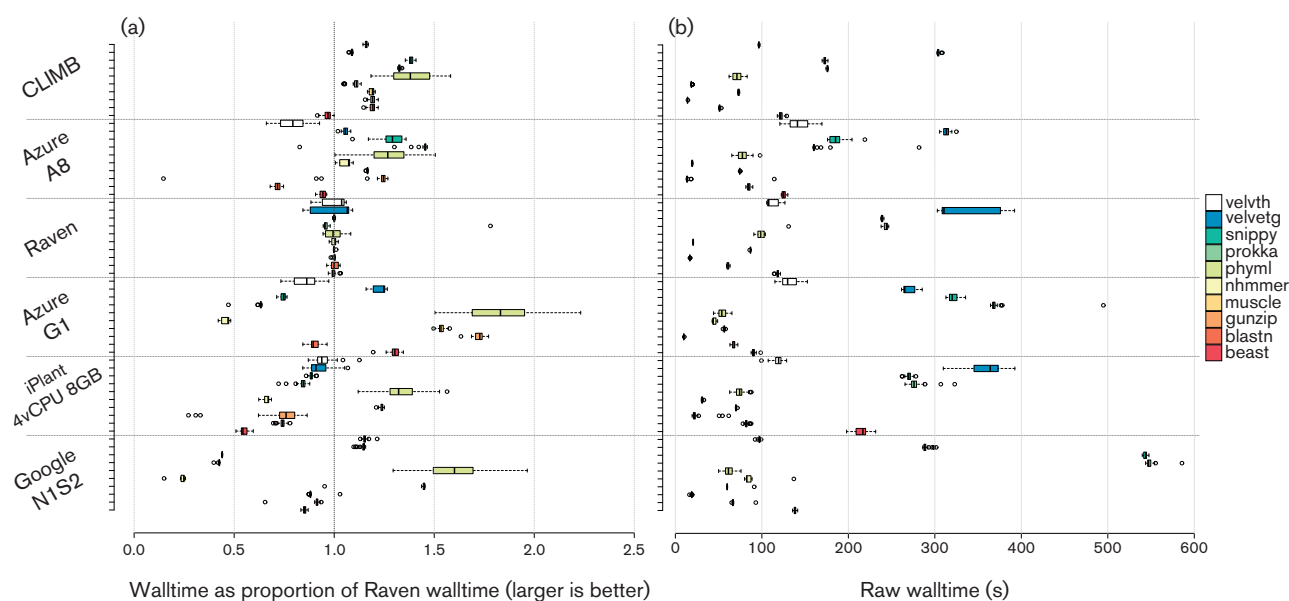 (a)
(b)
CLIMB
Azure
A8
Raven
Azure
G1
iPlant
4vCPU 8GB
Google
N1S2
velvth
velvetg
snippy
prokka
phyml
nhmmer
muscle
gunzip
blastn
beast
0.0 0.5 1.0 1.5 2.0 2.5
0 100 200 300 400 500 600
Walltime as proportion of Raven walltime (larger is better)
Raw walltime (s)